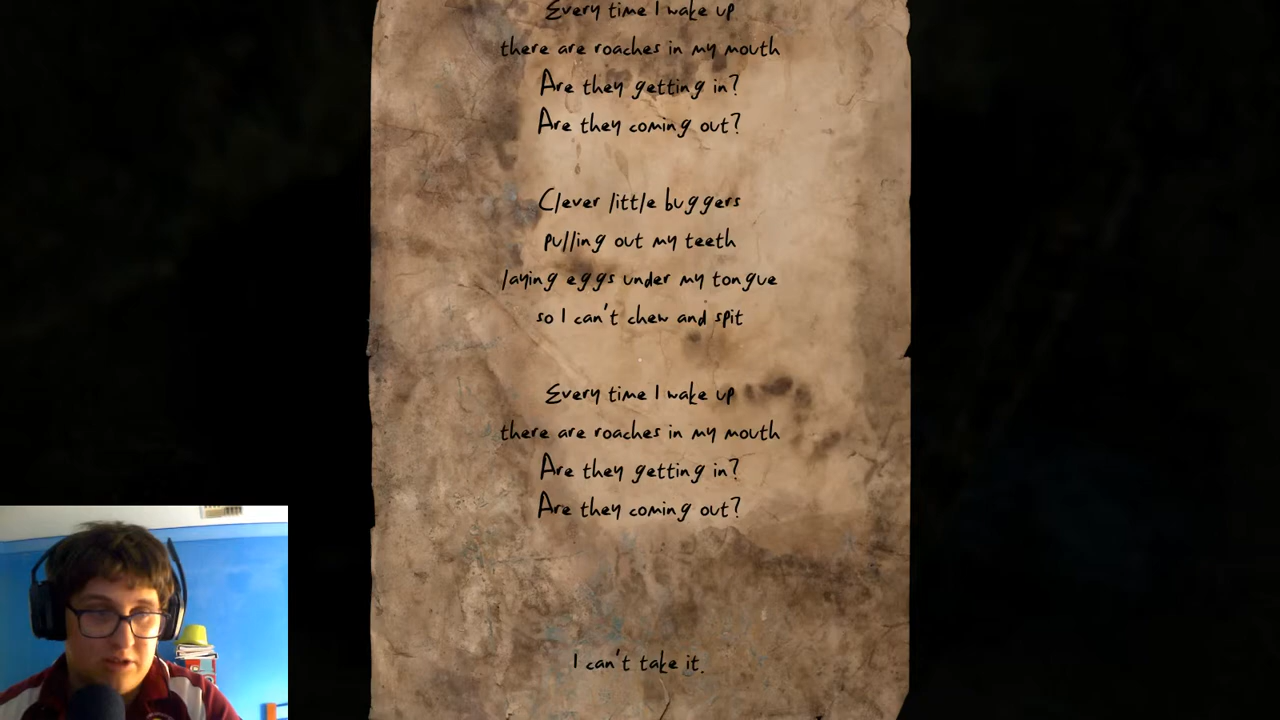 Every time I wake up
there are roaches in my mouth
Are they getting in?
Are they coming out?
Clever little buggers
pulling out my teeth
laying eggs under my tongue
so I can't chew and spit
Every time I wake up
there are roaches in my mouth
Are they getting in?
Are they coming out?
I can't take it.